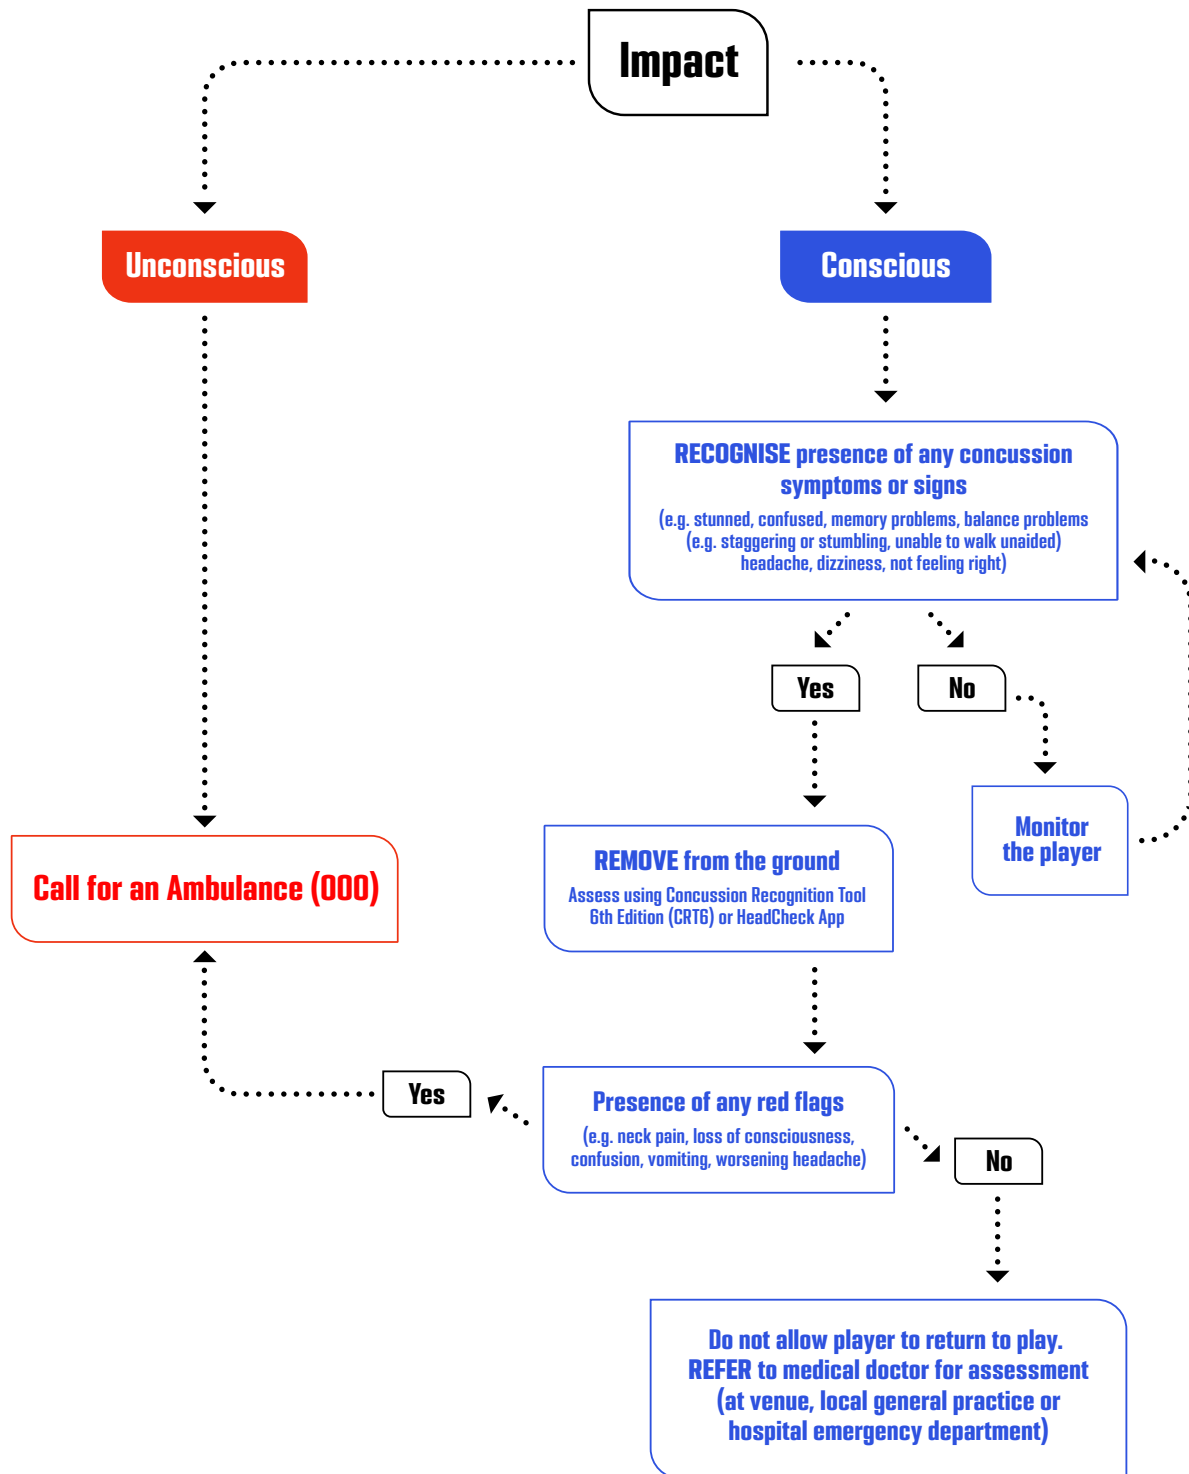 Impact
Unconscious
Conscious
RECOGNISE presence of any concussion
symptoms or signs
(e.g. stunned, confused, memory problems, balance problems
(e.g. staggering or stumbling, unable to walk unaided)
headache, dizziness, not feeling right)
Yes
No
Monitor
the player
REMOVE from the ground
Assess using Concussion Recognition Tool
6th Edition (CRT6) or HeadCheck App
Call for an Ambulance (000)
Presence of any red flags
(e.g. neck pain, loss of consciousness,
confusion, vomiting, worsening headache)
Yes
No
Do not allow player to return to play.
REFER to medical doctor for assessment
(at venue, local general practice or
hospital emergency department)